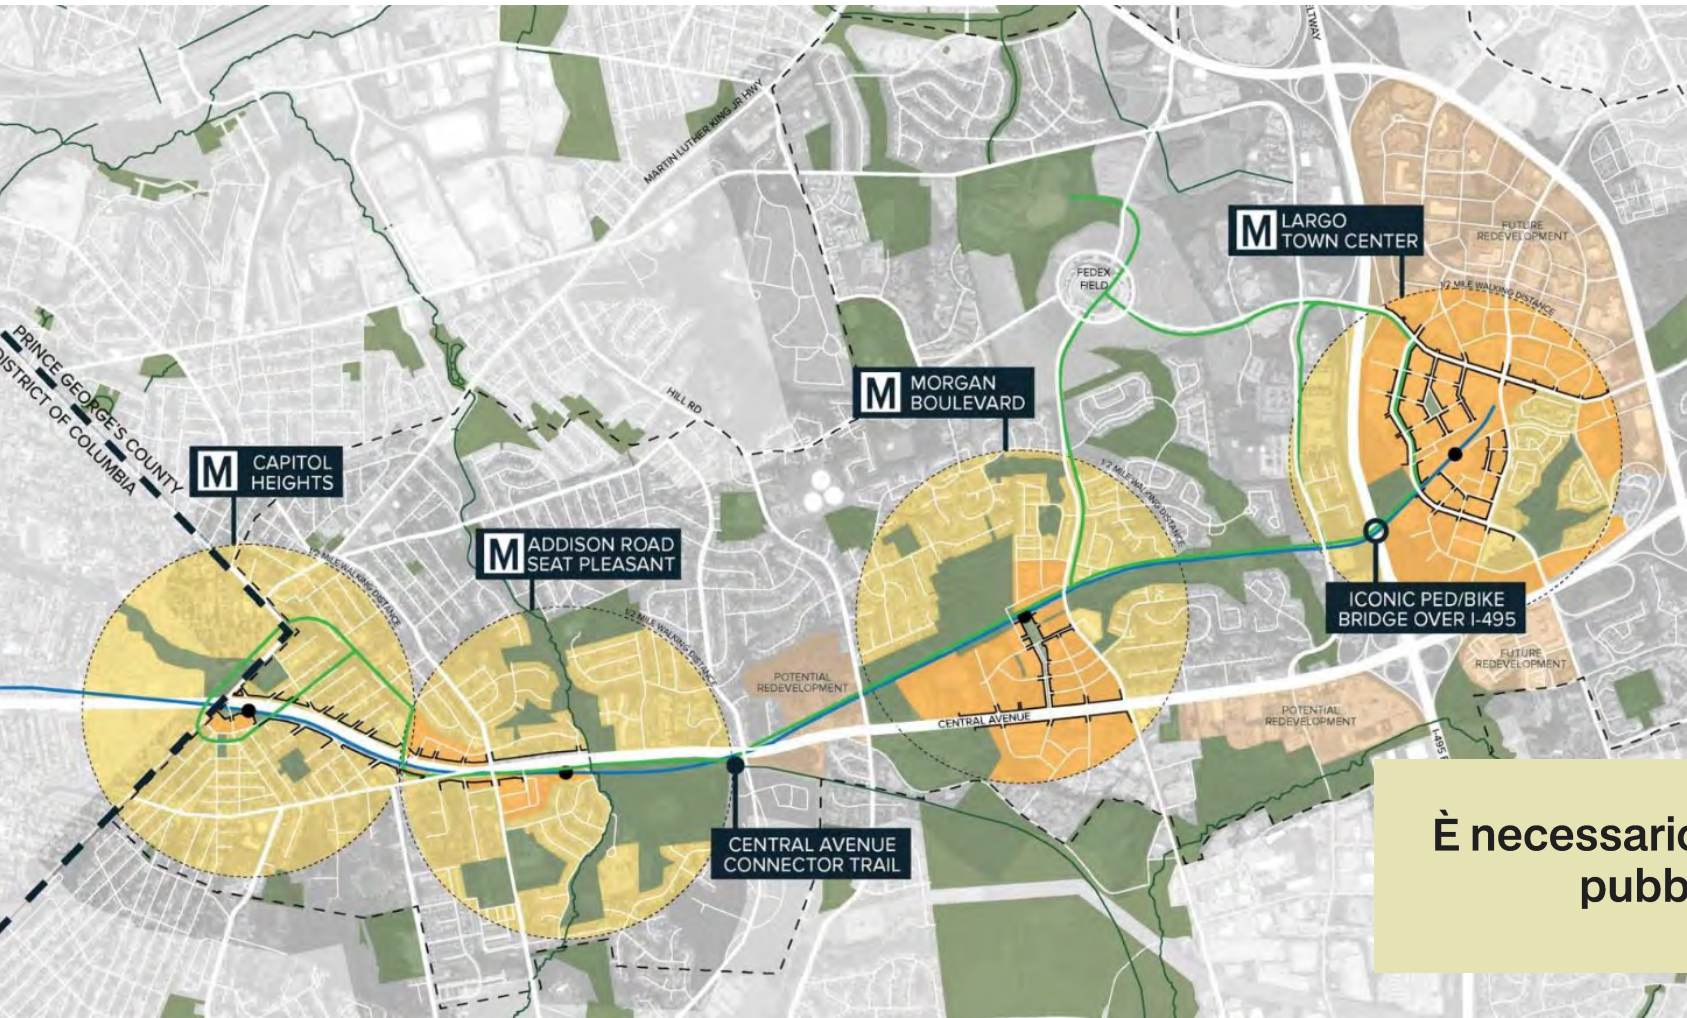 LTWAY
MARTIN LUTHER KING JR HWY
M
LARGO
TOWN CENTER
FUTURE
REDEVELOPMENT
FEDEX
FIELD
1/2 MILE WALKING DISTANCE
PRINCE GEORGE'S COUNTY
DISTRICT OF COLUMBIA
HILL RD
M
MORGAN
BOULEVARD
M
CAPITOL
HEIGHTS
1/2 MILE WALKING DISTANCE
M
ADDISON ROAD
SEAT PLEASANT
1/2 MILE WALKING DISTANCE
1/2 MILE WALKING DISTANCE
ICONIC PED/BIKE
BRIDGE OVER I-495
POTENTIAL
REDEVELOPMENT
FUTURE
REDEVELOPMENT
CENTRAL AVENUE
POTENTIAL
REDEVELOPMENT
I-495
CENTRAL AVENUE
CONNECTOR TRAIL
È necessario
pubb